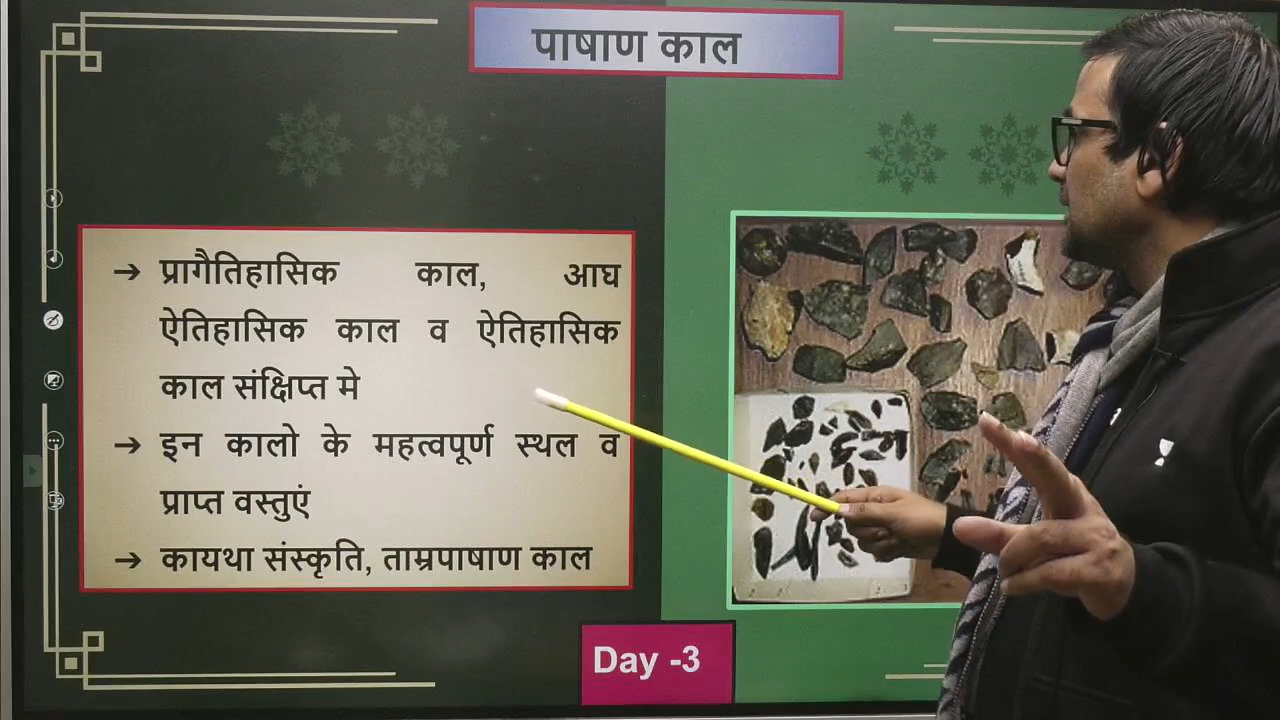 पाषाण काल
→ प्रागैतिहासिक काल, आघ
ऐतिहासिक काल व ऐतिहासिक
काल संक्षिप्त मे
→ इन कालो के महत्वपूर्ण स्थल व
प्राप्त वस्तुएं
→ कायथा संस्कृति, ताम्रपाषाण काल
Day -3